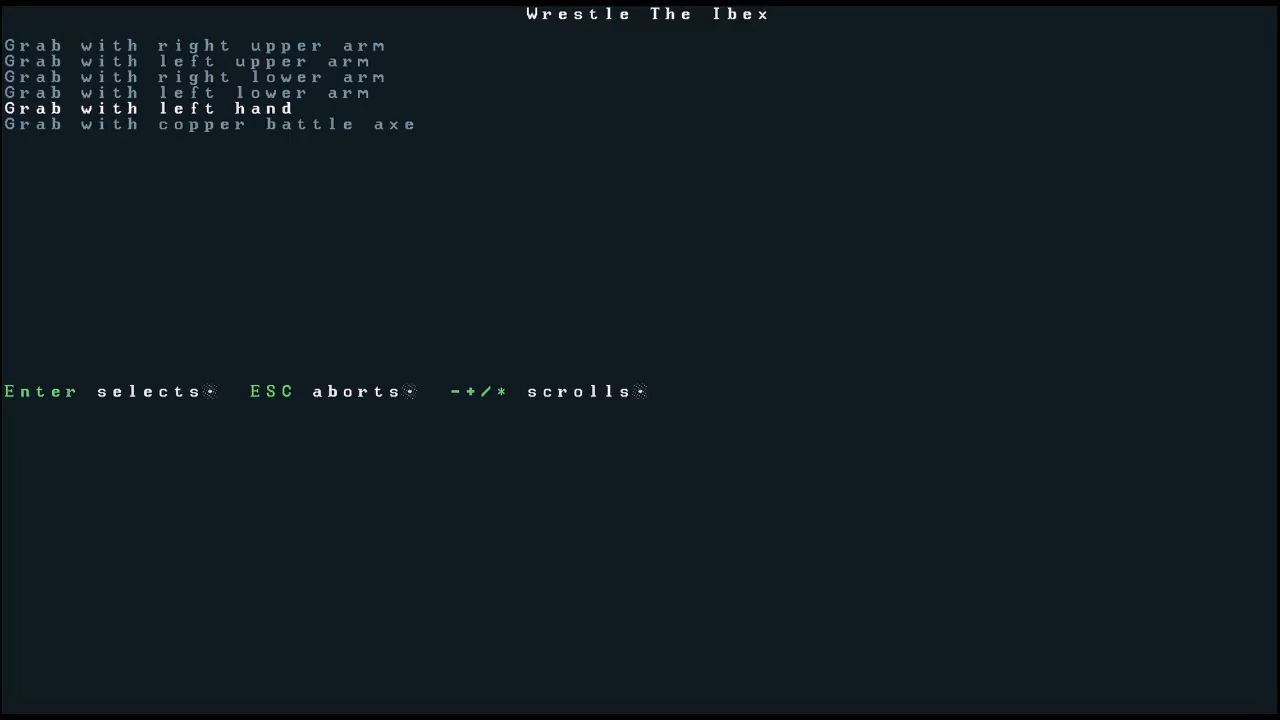 Wrestle The Ibex
Grab with right upper arm
Grab with left upper arm
Grab with right lower arm
Grab with left lower arm
Grab with left hand
Grab with copper battle axe
Enter selects. ESC aborts. -+/* scrolls.